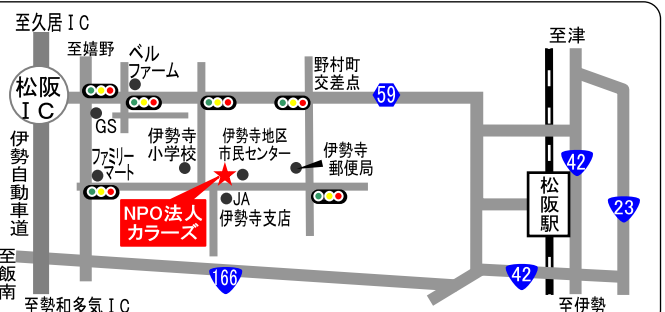 至久居IC
至嬉野
ベル
ファーム
野村町
交差点
至津
松阪
IC
59
GS
伊勢寺
小学校
伊勢寺地区
市民センター
伊勢寺
郵便局
ファミリー
マート
伊勢自動車道
NPO法人
カラーズ
JA
伊勢寺支店
松阪駅
42
23
至飯南
166
42
至勢和多気IC
至伊勢